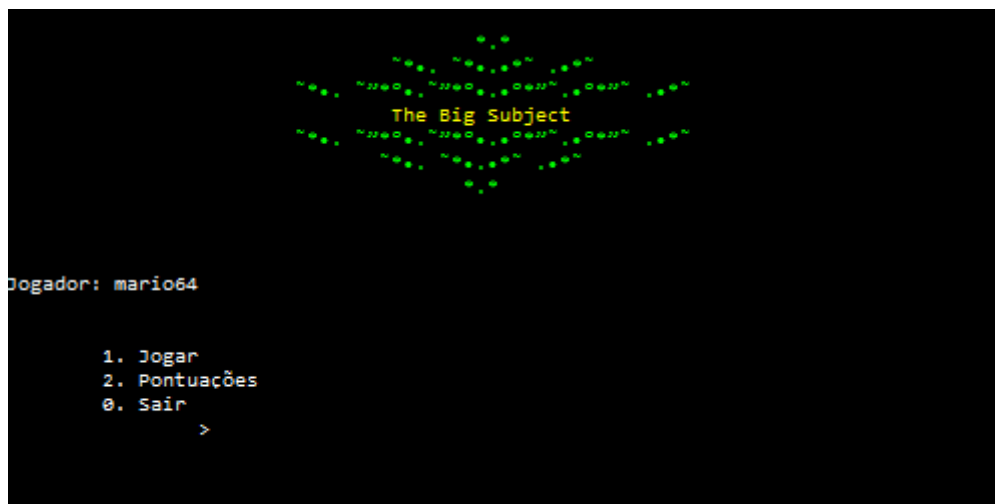 The Big Subject
Jogador: mario64
1. Jogar
2. Pontuações
0. Sair
>